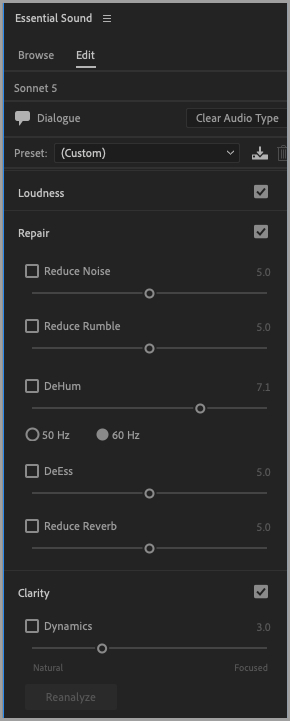 Essential Sound
Browse Edit
Sonnet 5
Dialogue Clear Audio Type
Preset: (Custom)
Loudness
Repair
Reduce Noise 5.0
Reduce Rumble 5.0
DeHum 7.1
50 Hz 60 Hz
DeEss 5.0
Reduce Reverb 5.0
Clarity
Dynamics 3.0
Natural Focused
Reanalyze